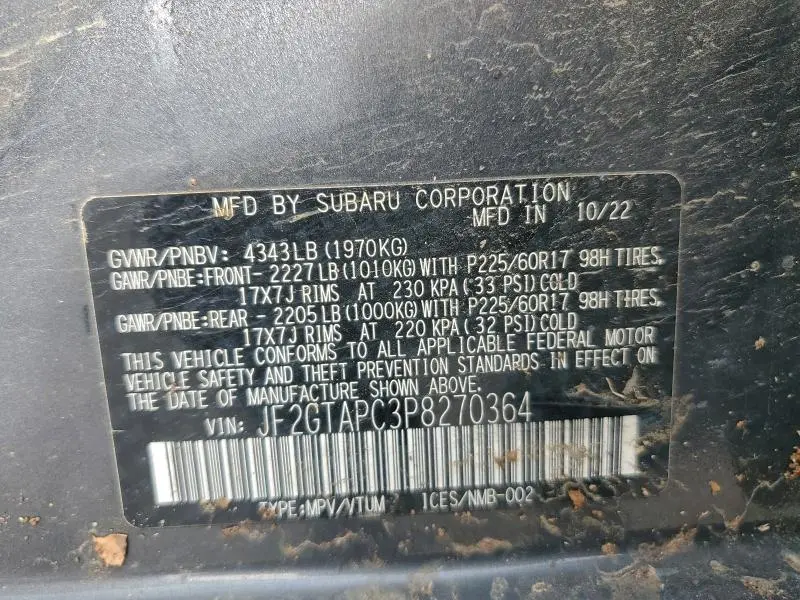 MFD BY SUBARU CORPORATION
MFD IN 10/22
GVWR/PNBV: 4343LB (1970KG)
GAWR/PNBE:FRONT- 2227LB(1010KG)WITH P225/60R17 98H TIRES,
17X7J RIMS AT 230 KPA(33 PSI)COLD
GAWR/PNBE:REAR - 2205LB(1000KG)WITH P225/60R17 98H TIRES,
17X7J RIMS AT 220 KPA(32 PSI)COLD
THIS VEHICLE CONFORMS TO ALL APPLICABLE FEDERAL MOTOR
VEHICLE SAFETY AND THEFT PREVENTION STANDARDS IN EFFECT ON
THE DATE OF MANUFACTURE SHOWN ABOVE.
VIN: JF2GTAPC3P8270364
TYPE:MPV/VTUM ICES/NMB-002